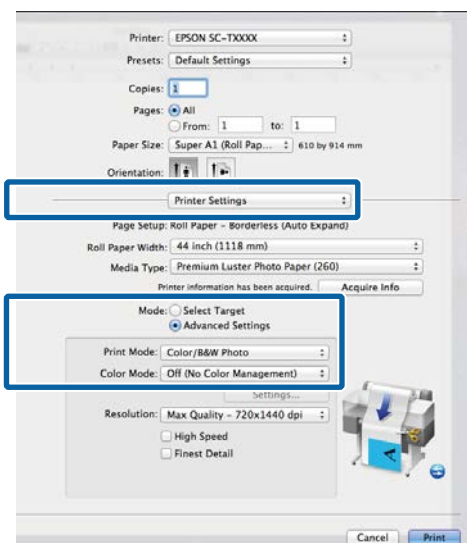 Printer: EPSON SC-TXXXX
Presets: Default Settings
Copies: 1
Pages: All
From: 1 to: 1
Paper Size: Super A1 (Roll Pap... 610 by 914 mm
Orientation:
Printer Settings
Page Setup: Roll Paper - Borderless (Auto Expand)
Roll Paper Width: 44 inch (1118 mm)
Media Type: Premium Luster Photo Paper (260)
Printer information has been acquired. Acquire Info
Mode: Select Target
Advanced Settings
Print Mode: Color/B&W Photo
Color Mode: Off (No Color Management)
Settings...
Resolution: Max Quality - 720x1440 dpi
High Speed
Finest Detail
Cancel Print